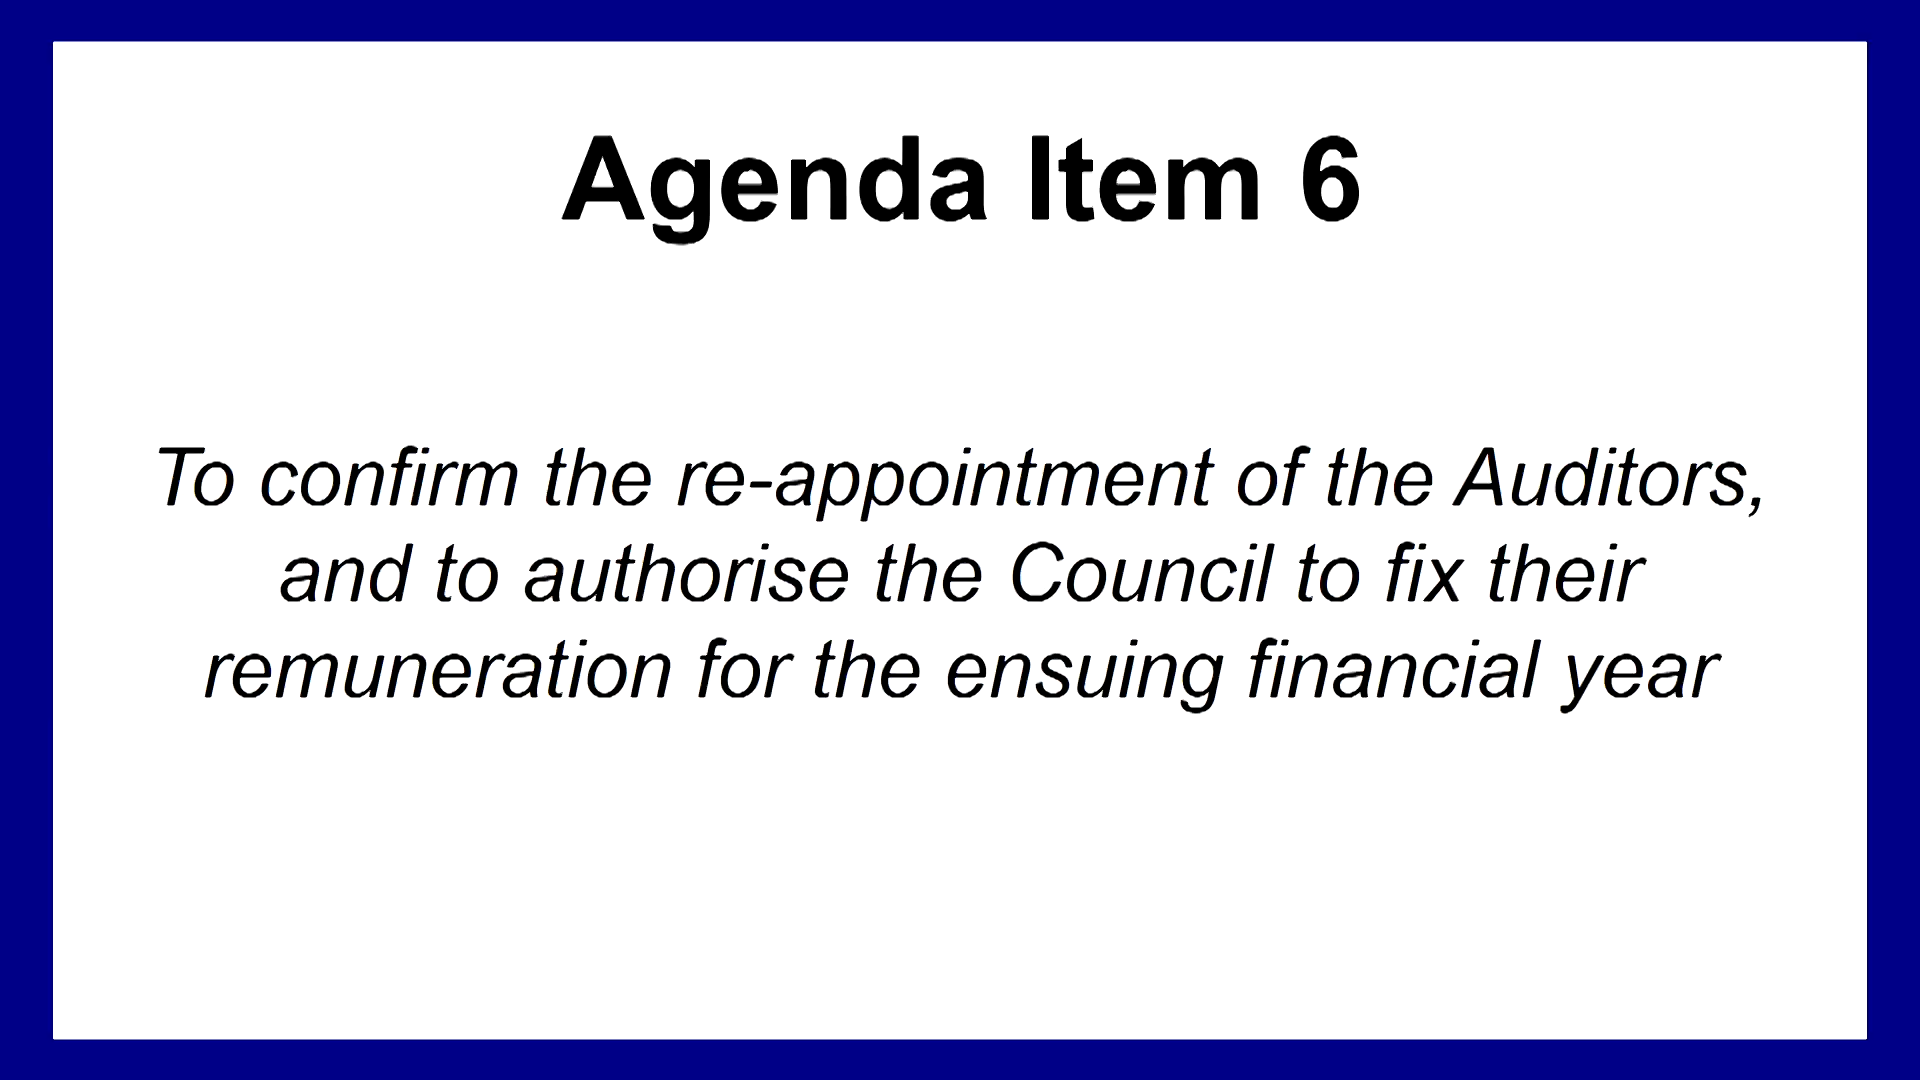 Agenda Item 6
To confirm the re-appointment of the Auditors,
and to authorise the Council to fix their
remuneration for the ensuing financial year